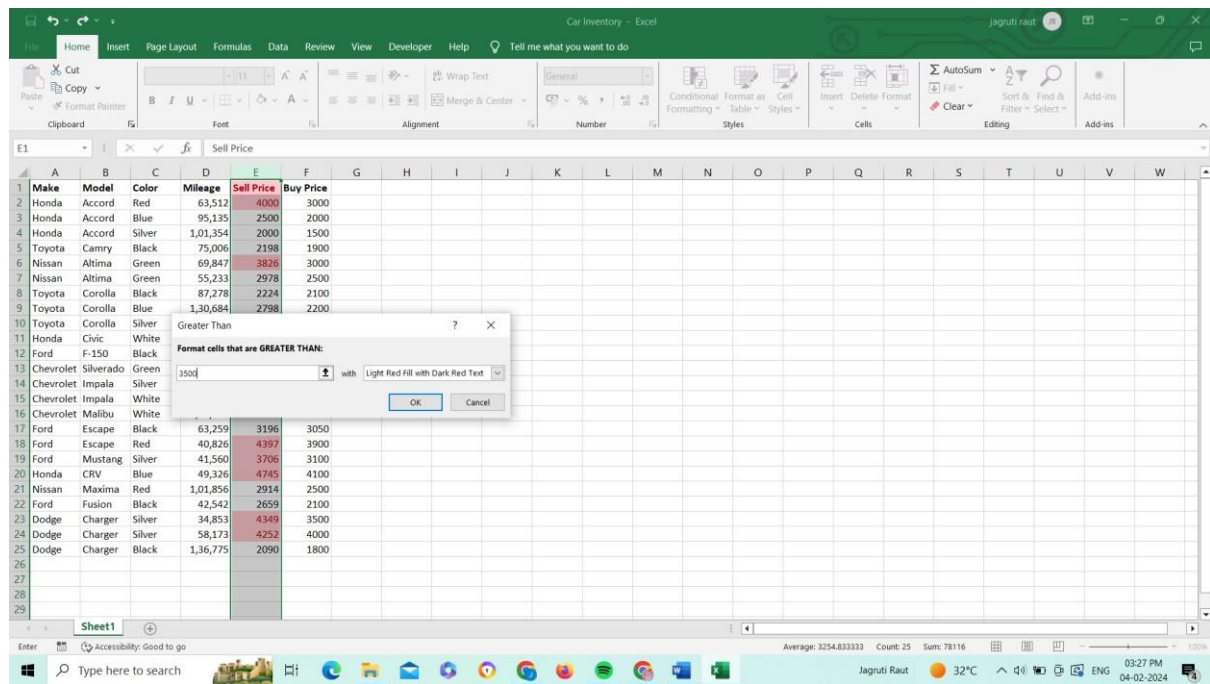 Car Inventory - Excel
jagruti raut
File Home Insert Page Layout Formulas Data Review View Developer Help Tell me what you want to do
Cut
Copy
Format Painter
Paste
Clipboard
11
B I U
Font
Wrap Text
Merge & Center
Alignment
General
Number
Conditional Formatting
Format as Table
Cell Styles
Styles
Insert Delete Format
Cells
AutoSum
Fill
Clear
Sort & Filter
Find & Select
Editing
Add-ins
Add-ins
E1 fx Sell Price
A B C D E F G H I J K L M N O P Q R S T U V W
1 Make Model Color Mileage Sell Price Buy Price
2 Honda Accord Red 63,512 4000 3000
3 Honda Accord Blue 95,135 2500 2000
4 Honda Accord Silver 1,01,354 2000 1500
5 Toyota Camry Black 75,006 2198 1900
6 Nissan Altima Green 69,847 3826 3000
7 Nissan Altima Green 55,233 2978 2500
8 Toyota Corolla Black 87,278 2224 2100
9 Toyota Corolla Blue 1,30,684 2798 2200
10 Toyota Corolla Silver
11 Honda Civic White
12 Ford F-150 Black
13 Chevrolet Silverado Green
14 Chevrolet Impala Silver
15 Chevrolet Impala White
16 Chevrolet Malibu White
Greater Than ?
Format cells that are GREATER THAN:
3500 with Light Red Fill with Dark Red Text
OK Cancel
17 Ford Escape Black 63,259 3196 3050
18 Ford Escape Red 40,826 4397 3900
19 Ford Mustang Silver 41,560 3706 3100
20 Honda CRV Blue 49,326 4745 4100
21 Nissan Maxima Red 1,01,856 2914 2500
22 Ford Fusion Black 42,542 2659 2100
23 Dodge Charger Silver 34,853 4349 3500
24 Dodge Charger Silver 58,173 4252 4000
25 Dodge Charger Black 1,36,775 2090 1800
26
27
28
29
Sheet1
Enter Accessibility: Good to go Average: 3254.833333 Count: 25 Sum: 78116 100%
Type here to search Jagruti Raut 32°C ENG 03:27 PM
04-02-2024